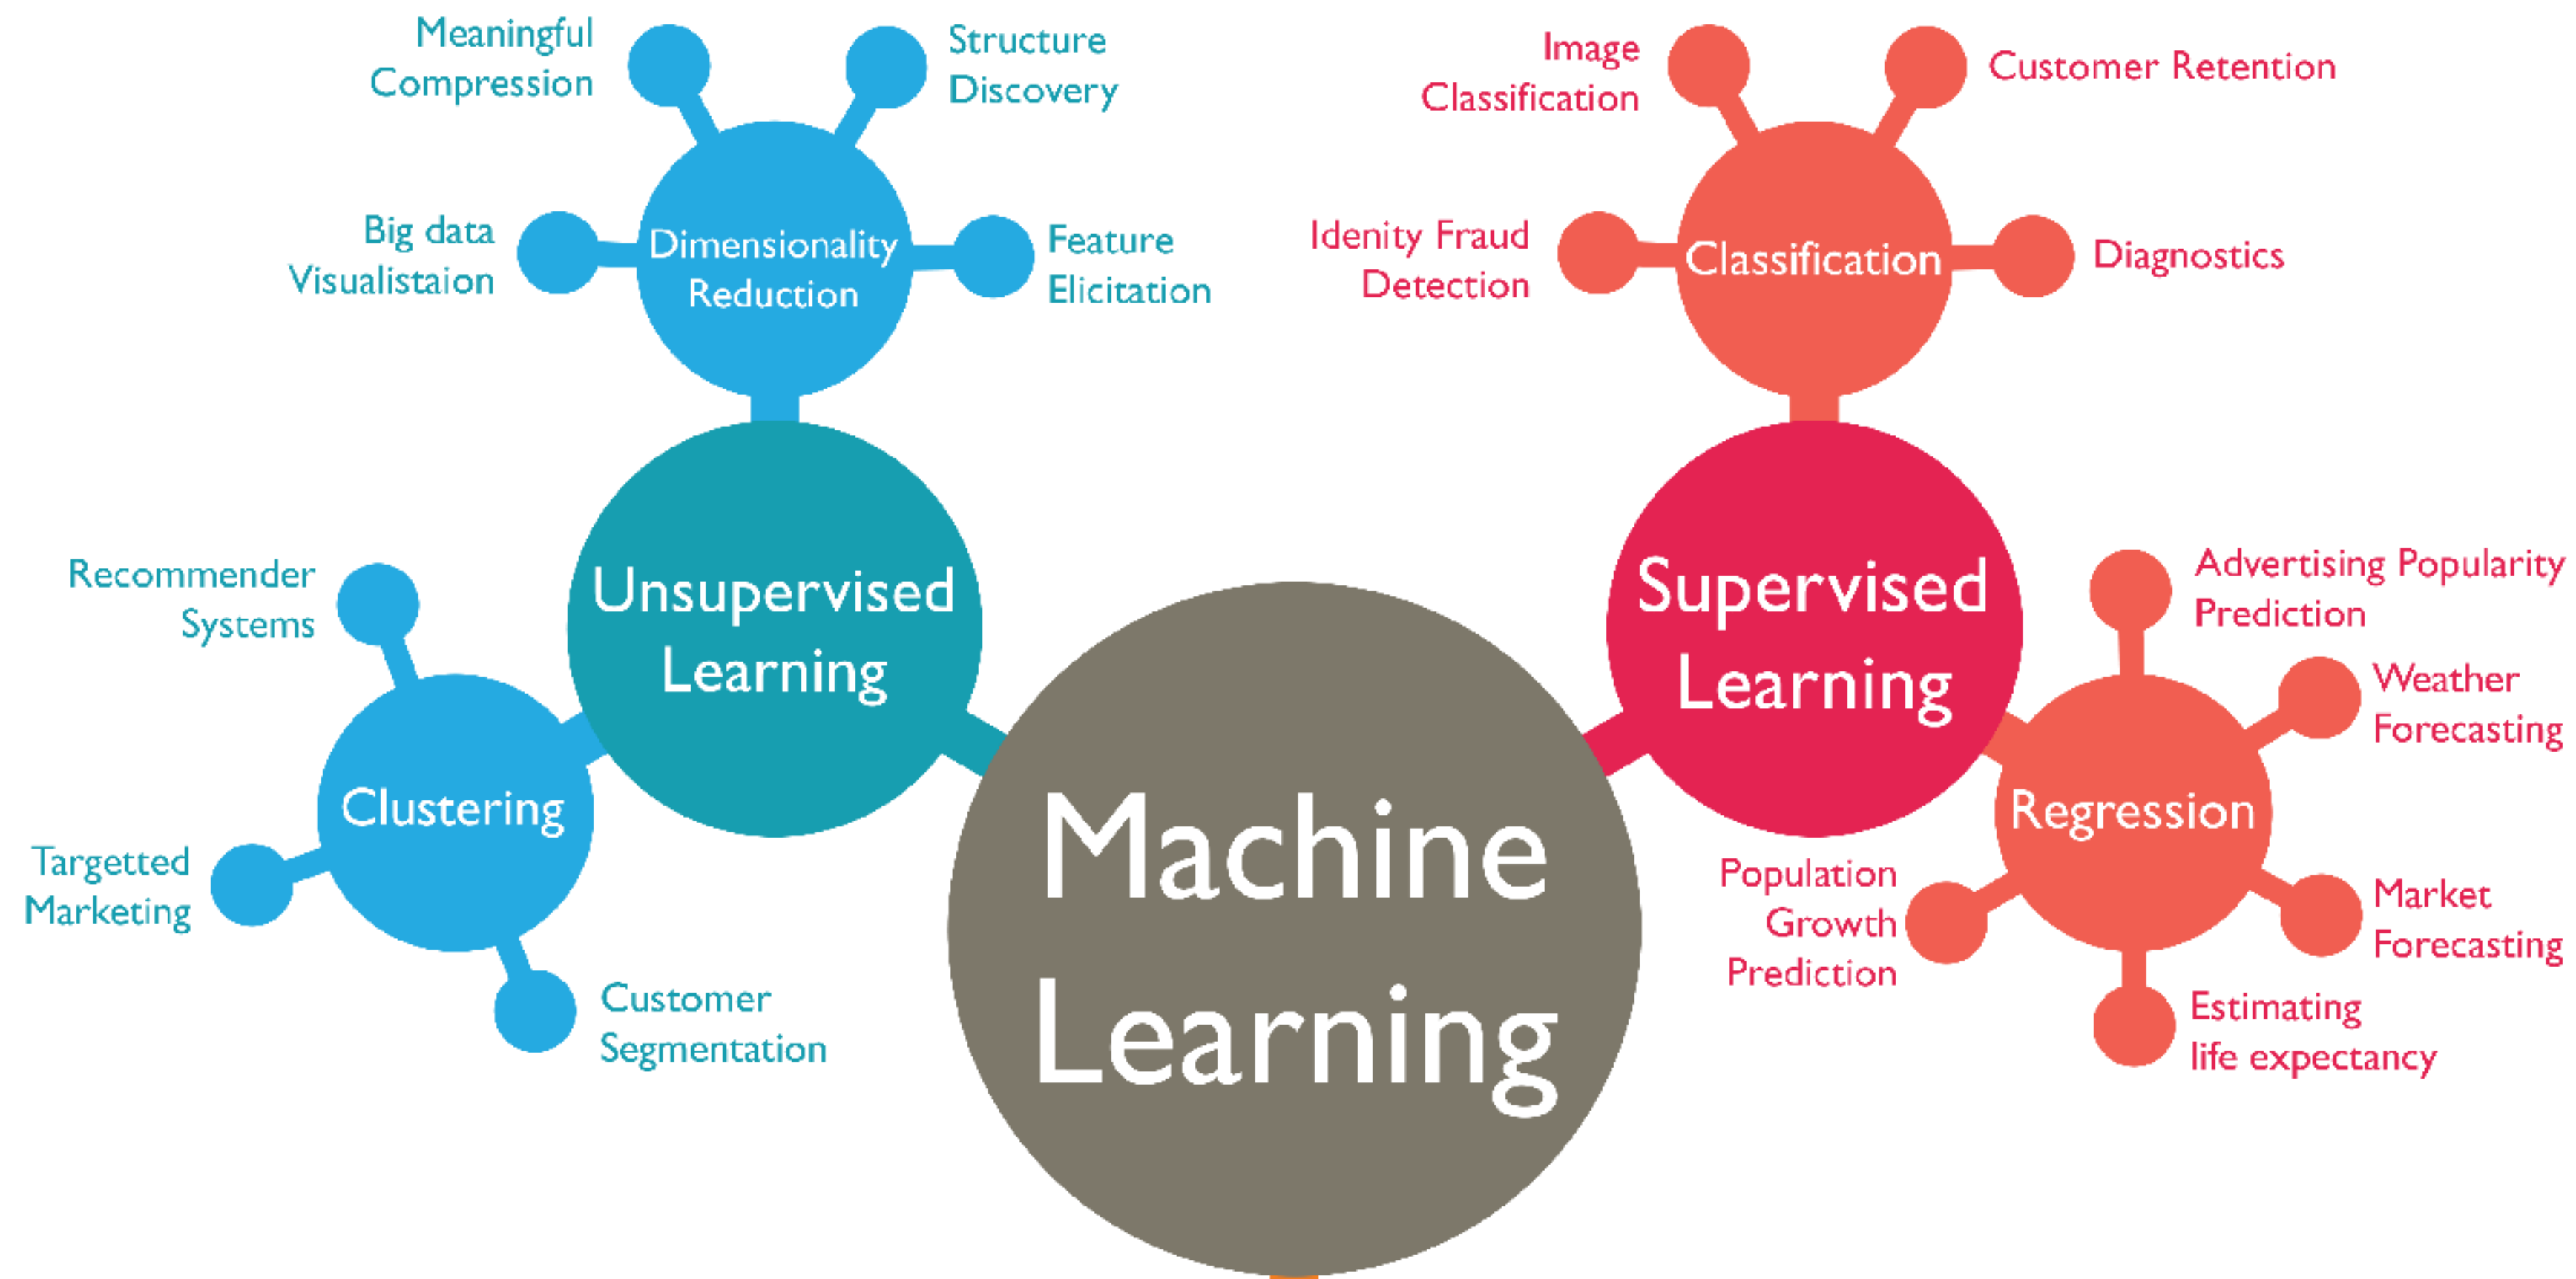 Meaningful
Compression
Structure
Discovery
Big data
Visualistaion
Dimensionality
Reduction
Feature
Elicitation
Image
Classification
Customer Retention
Idenity Fraud
Detection
Classification
Diagnostics
Recommender
Systems
Unsupervised
Learning
Clustering
Targetted
Marketing
Customer
Segmentation
Machine
Learning
Supervised
Learning
Advertising Popularity
Prediction
Weather
Forecasting
Regression
Population
Growth
Prediction
Market
Forecasting
Estimating
life expectancy